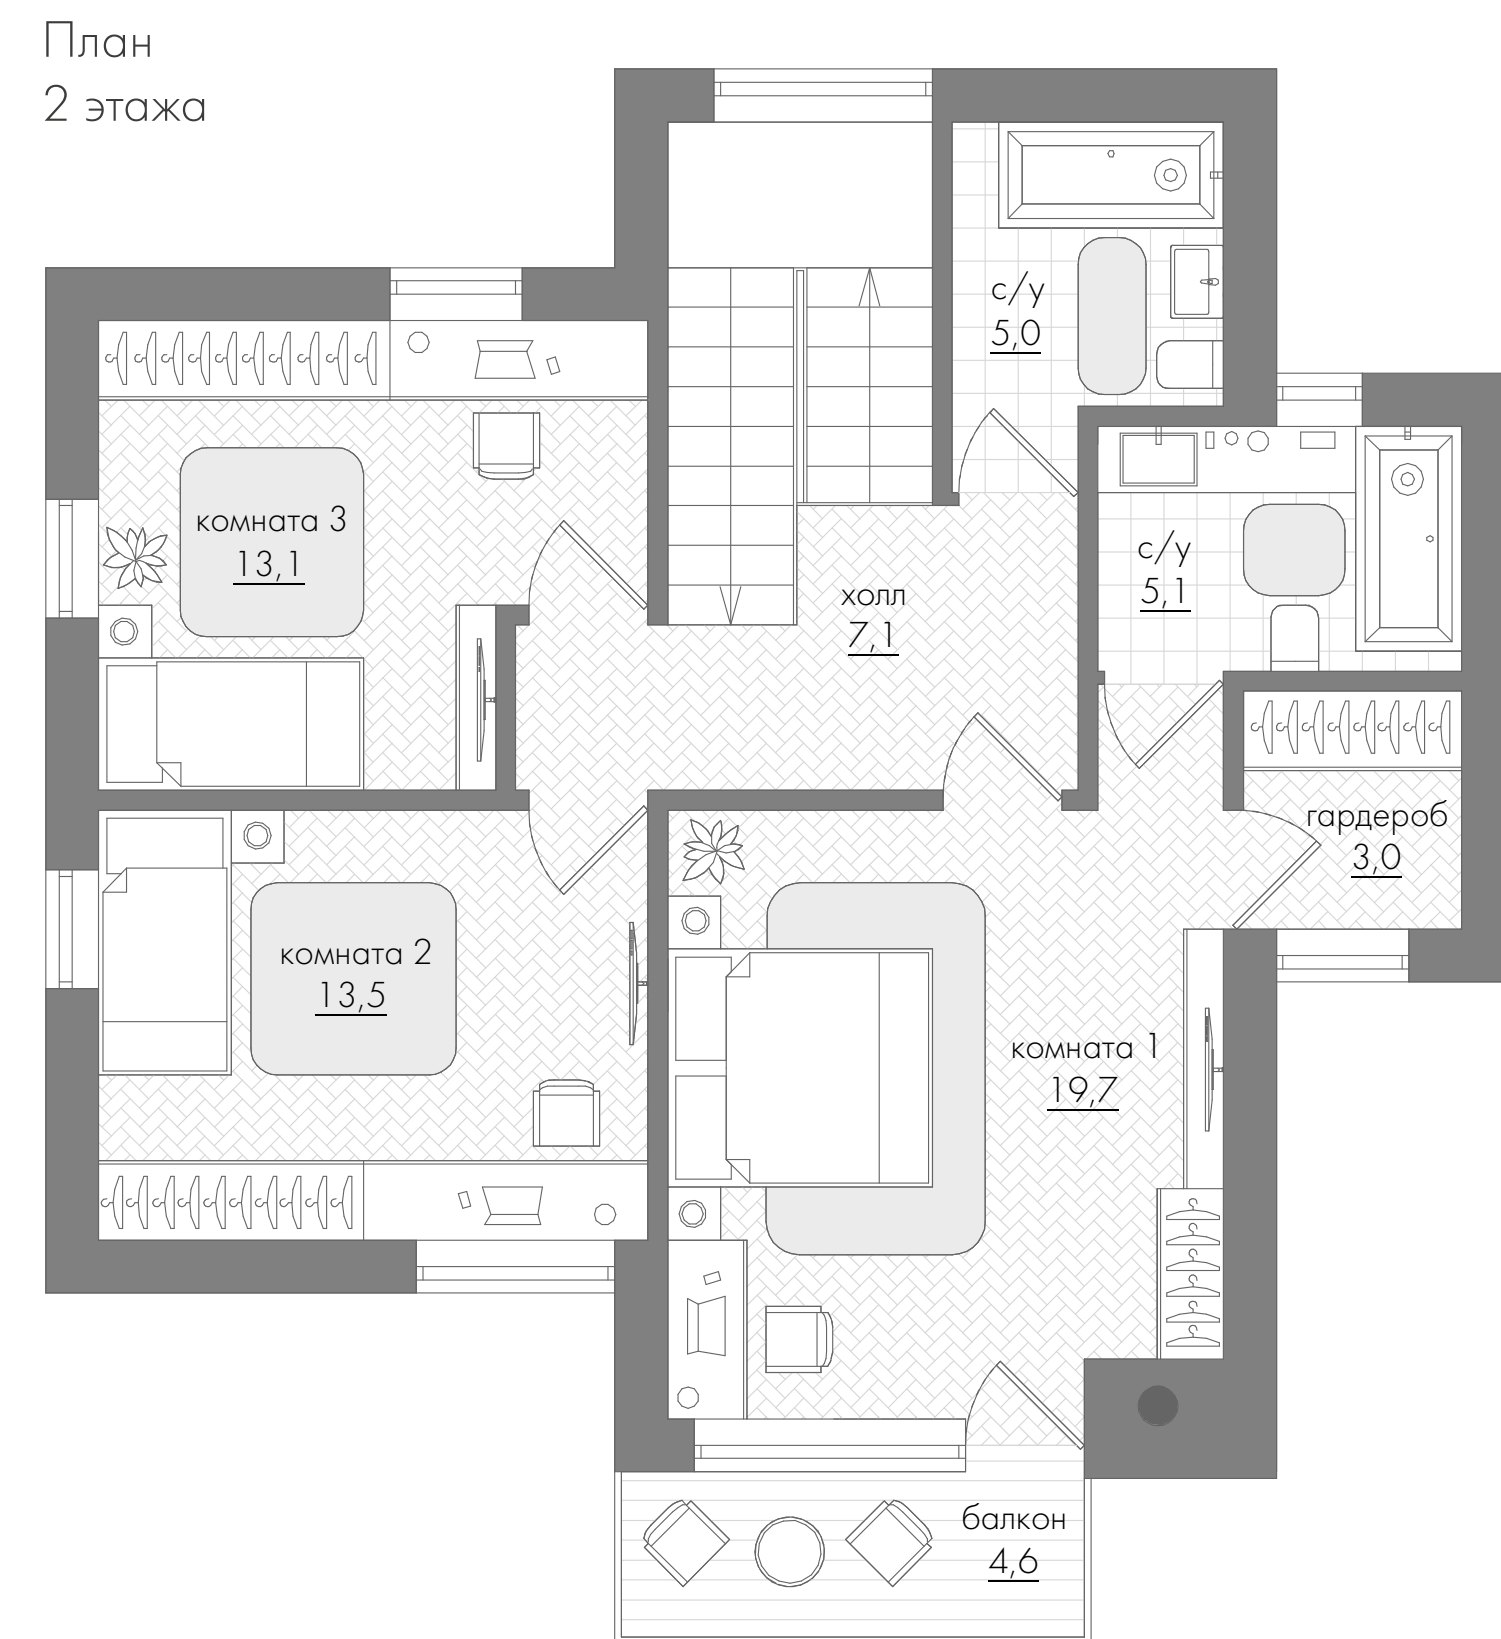 План
2 этажа
с/у
5,0
комната 3
13,1
с/у
5,1
холл
7,1
гардероб
3,0
комната 2
13,5
комната 1
19,7
балкон
4,6